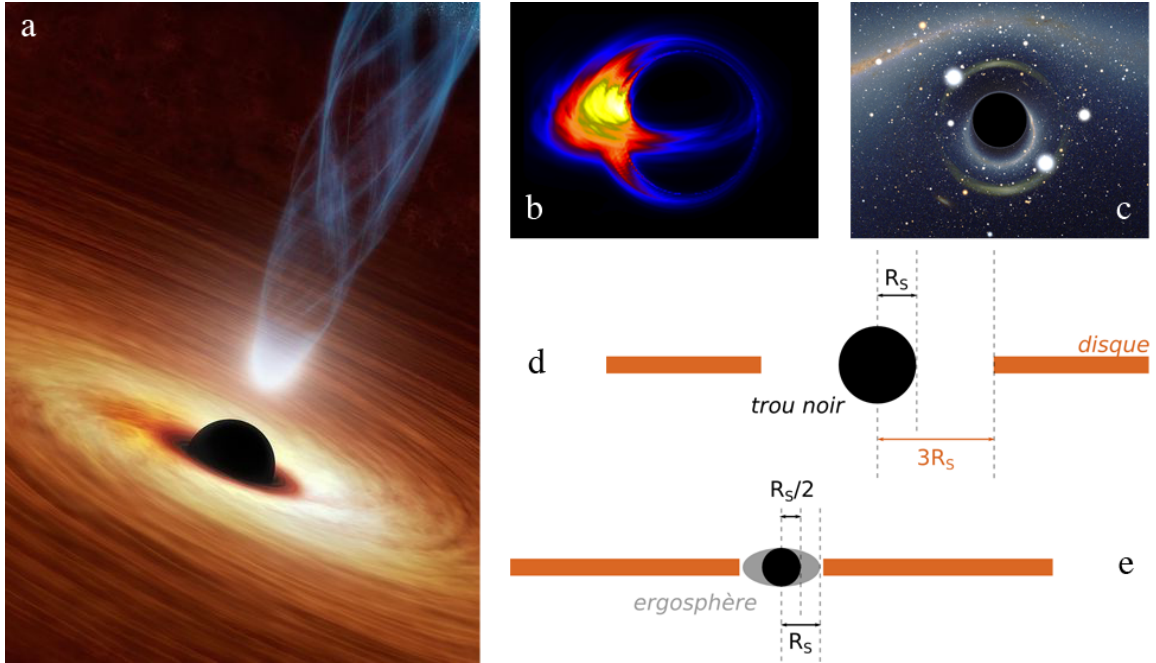 a
b
c
R_S
d
disque
trou noir
3R_S
R_S/2
e
ergosphère
R_S